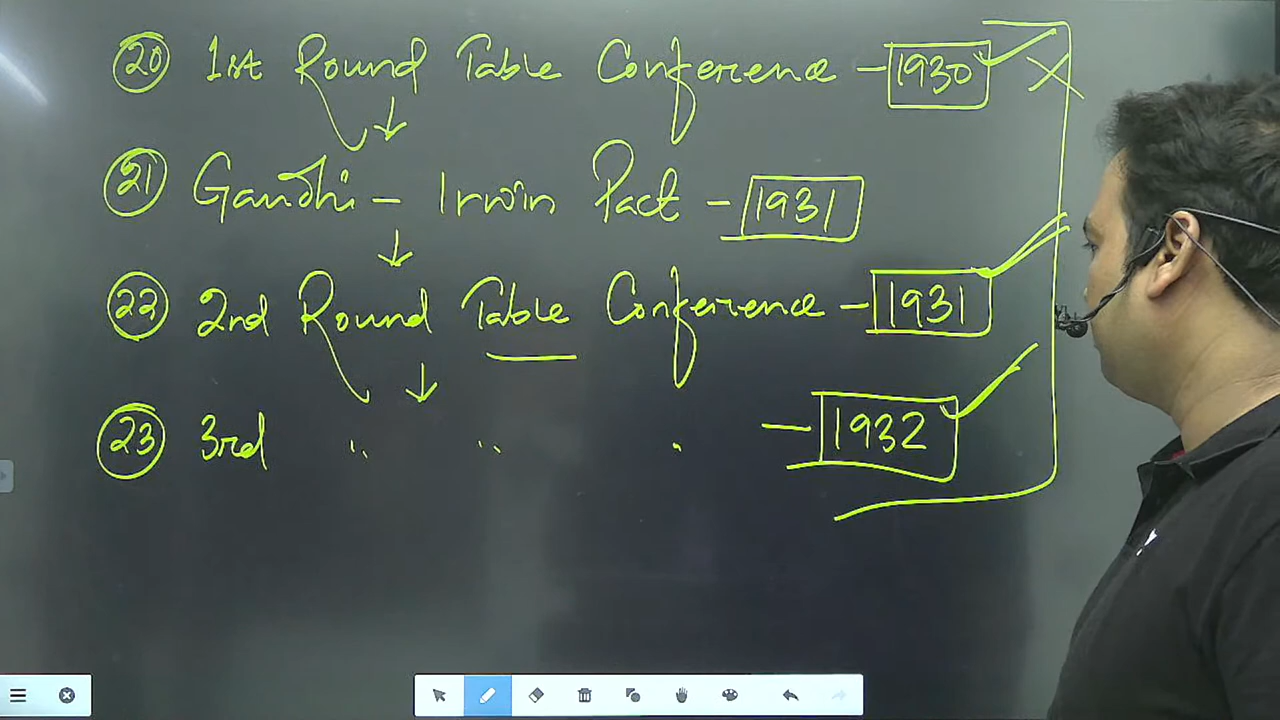 20 1st Round Table Conference - 1930
21 Gandhi - Irwin Pact - 1931
22 2nd Round Table Conference - 1931
23 3rd " " " - 1932